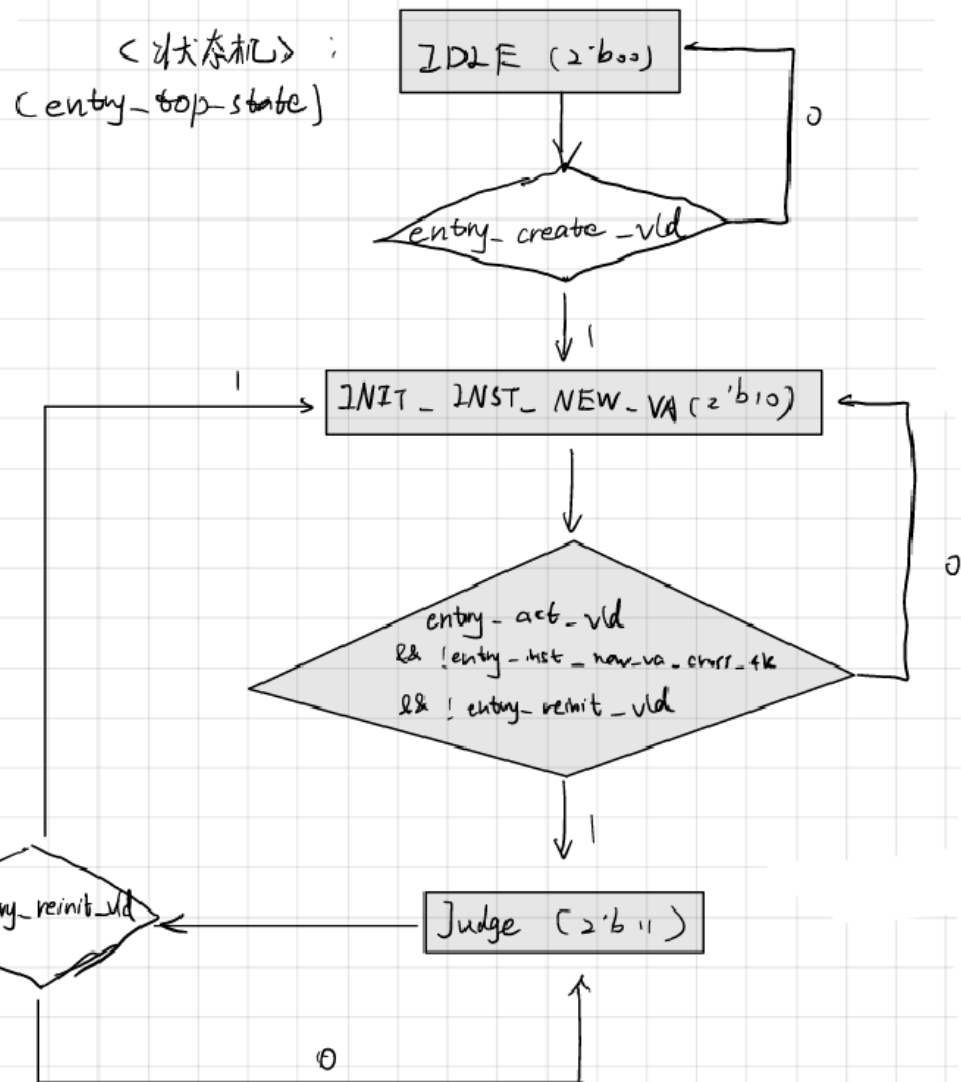 <状态机>:
(entry_top_state]
IDLE (2'b00)
0
entry_create_vld
1
1
INIT_INST_NEW_VA (2'b10)
0
entry_act_vld
&& !entry_inst_new_va_cross_4k
&& !entry_reinit_vld
1
ry_reinit_vld
Judge (2'b11)
0